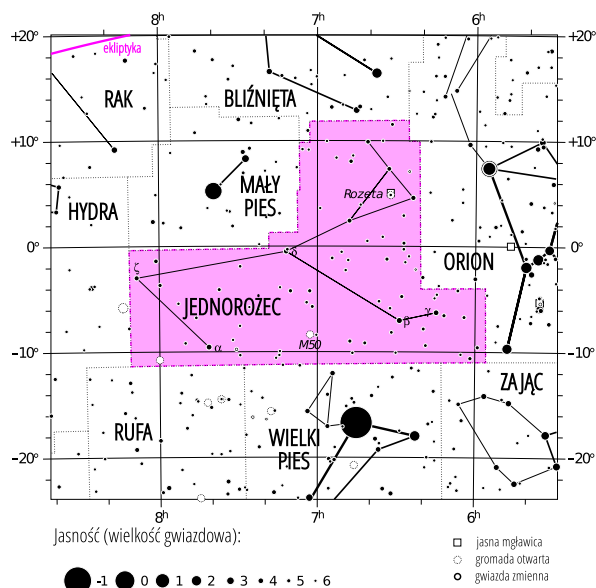 8ʰ 7ʰ 6ʰ
+20° +20°
ekliptyka
RAK BLIŹNIĘTA
+10° +10°
MAŁY
PIES
Rozeta
HYDRA
0° 0°
ORION
ζ δ
JEDNOROŻEC
γ
β
α M50
−10° −10°
ZAJĄC
RUFA WIELKI
PIES
−20° −20°
8ʰ 7ʰ 6ʰ
Jasność (wielkość gwiazdowa):
-1 0 1 2 3 4 5 6
jasna mgławica
gromada otwarta
gwiazda zmienna